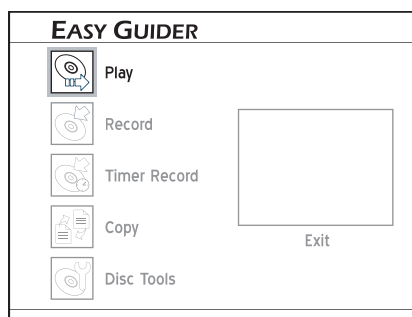 EASY GUIDER
Play
Record
Timer Record
Copy
Exit
Disc Tools